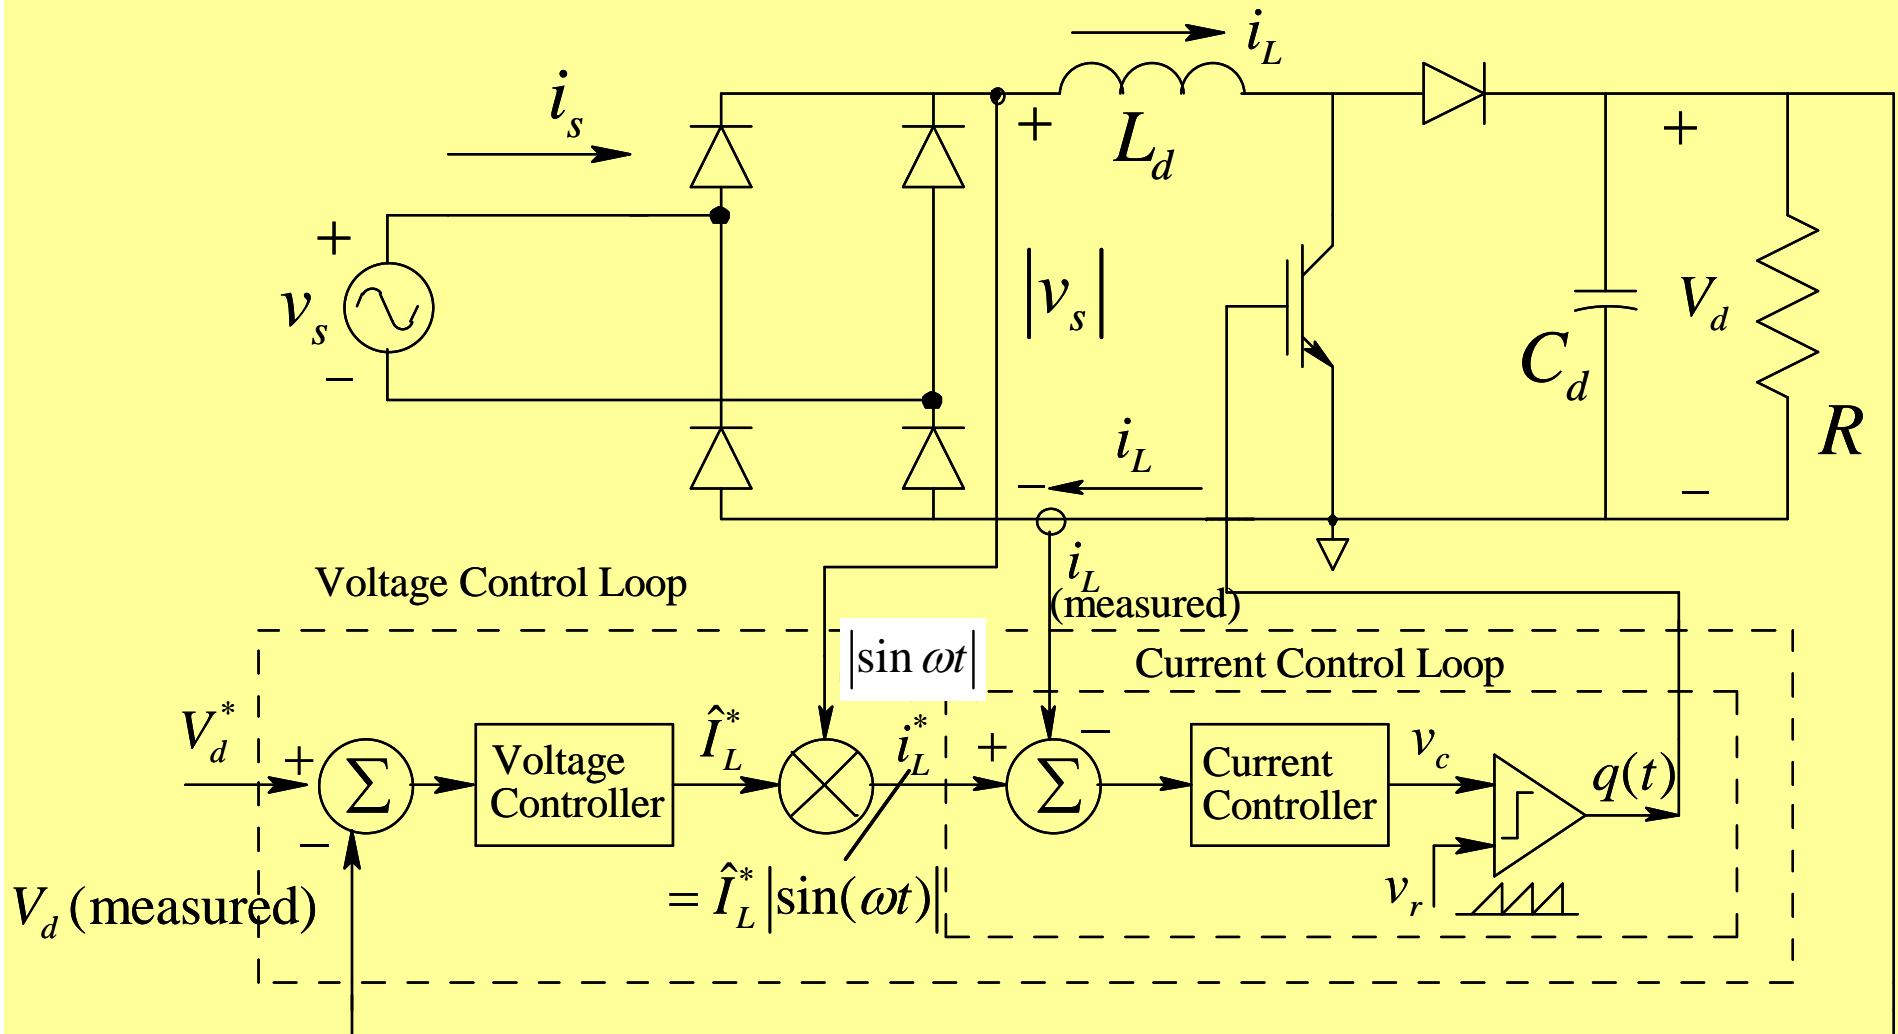 i_L
i_s
+
L_d
+
+
v_s
|v_s|
V_d
C_d
−
i_L
R
−
−
i_L
(measured)
Voltage Control Loop
|sin ωt|
Current Control Loop
V_d^*
+
−
Σ
Voltage
Controller
Î_L^*
i_L^*
+
−
Σ
Current
Controller
v_c
q(t)
= Î_L^* |sin(ωt)|
v_r
V_d (measured)